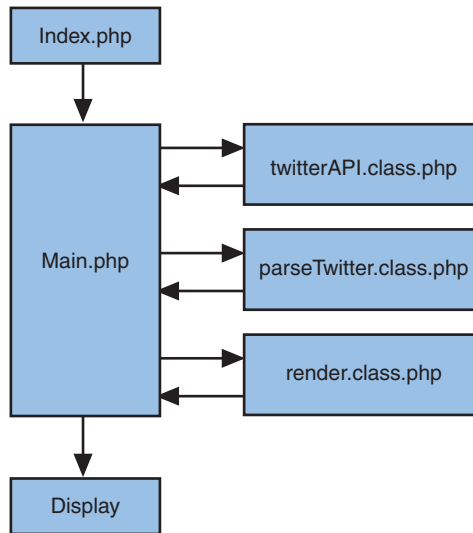 Index.php
twitterAPI.class.php
Main.php
parseTwitter.class.php
render.class.php
Display